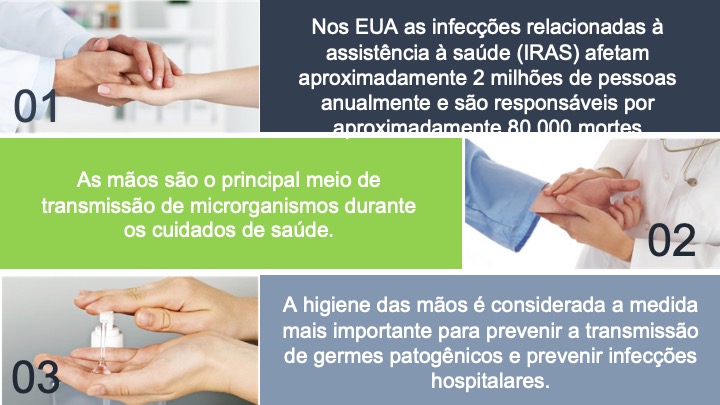 01
Nos EUA as infecções relacionadas à
assistência à saúde (IRAS) afetam
aproximadamente 2 milhões de pessoas
anualmente e são responsáveis por
aproximadamente 80.000 mortes
As mãos são o principal meio de
transmissão de microrganismos durante
os cuidados de saúde.
02
03
A higiene das mãos é considerada a medida
mais importante para prevenir a transmissão
de germes patogênicos e prevenir infecções
hospitalares.